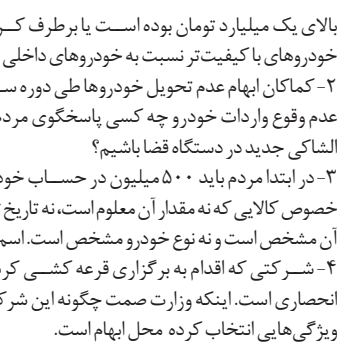 بالای یک میلیارد تومان بوده است یا برطرف کر
خودروهای با کیفیت‌تر نسبت به خودروهای داخلی
۲- کماکان ابهام عدم تحویل خودروها طی دوره س
عدم وقوع واردات خودرو چه کسی پاسخگوی مرد
الشاکی جدید در دستگاه قضا باشیم؟
۳- در ابتدا مردم باید ۵۰۰ میلیون در حساب خود
خصوص کالایی که نه مقدار آن معلوم است، نه تاریخ
آن مشخص است و نه نوع خودرو مشخص است. اسم
۴- شرکتی که اقدام به برگزاری قرعه کشی کر
انحصاری است. اینکه وزارت صمت چگونه این شرک
ویژگی‌هایی انتخاب کرده محل ابهام است.